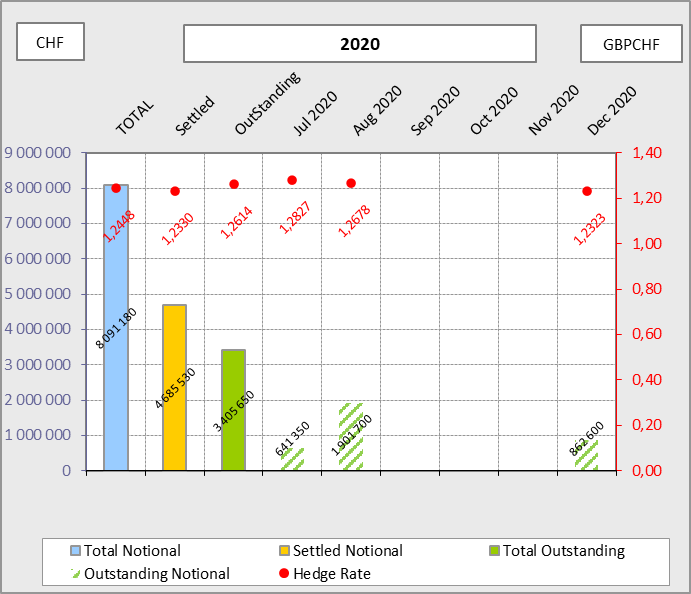 CHF
2020
GBPCHF
TOTAL
Settled
OutStanding
Jul 2020
Aug 2020
Sep 2020
Oct 2020
Nov 2020
Dec 2020
9 000 000
8 000 000
7 000 000
6 000 000
5 000 000
4 000 000
3 000 000
2 000 000
1 000 000
0
1,40
1,20
1,00
0,80
0,60
0,40
0,20
0,00
1,2448
1,2330
1,2614
1,2827
1,2678
1,2323
8 091 180
4 685 530
3 405 650
641 350
1 901 700
862 600
Total Notional
Settled Notional
Total Outstanding
Outstanding Notional
Hedge Rate